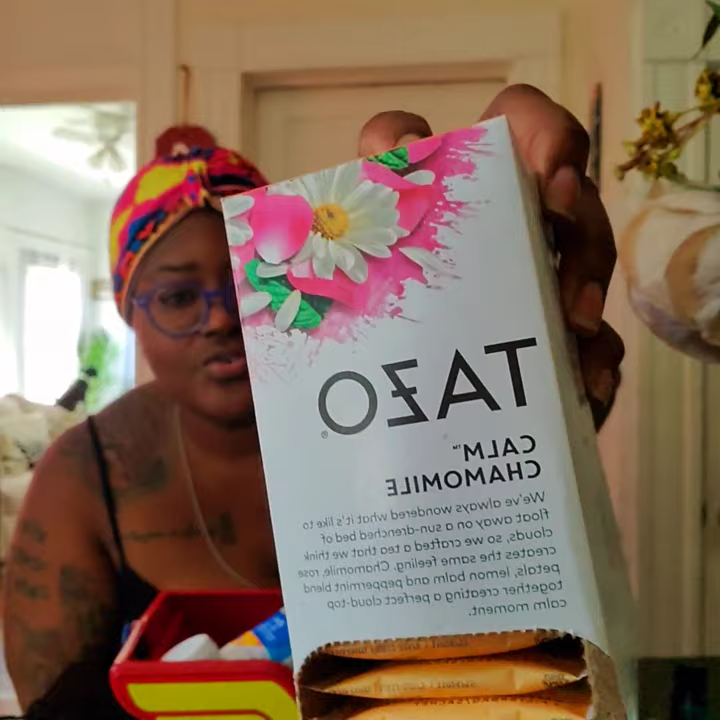 TAZO®
CALM™
CHAMOMILE
We've always wondered what it's like to
float away on a sun-drenched bed of
clouds, so we crafted a tea that we think
creates the same feeling. Chamomile, rose
petals, lemon balm and peppermint blend
together creating a perfect cloud-top
calm moment.